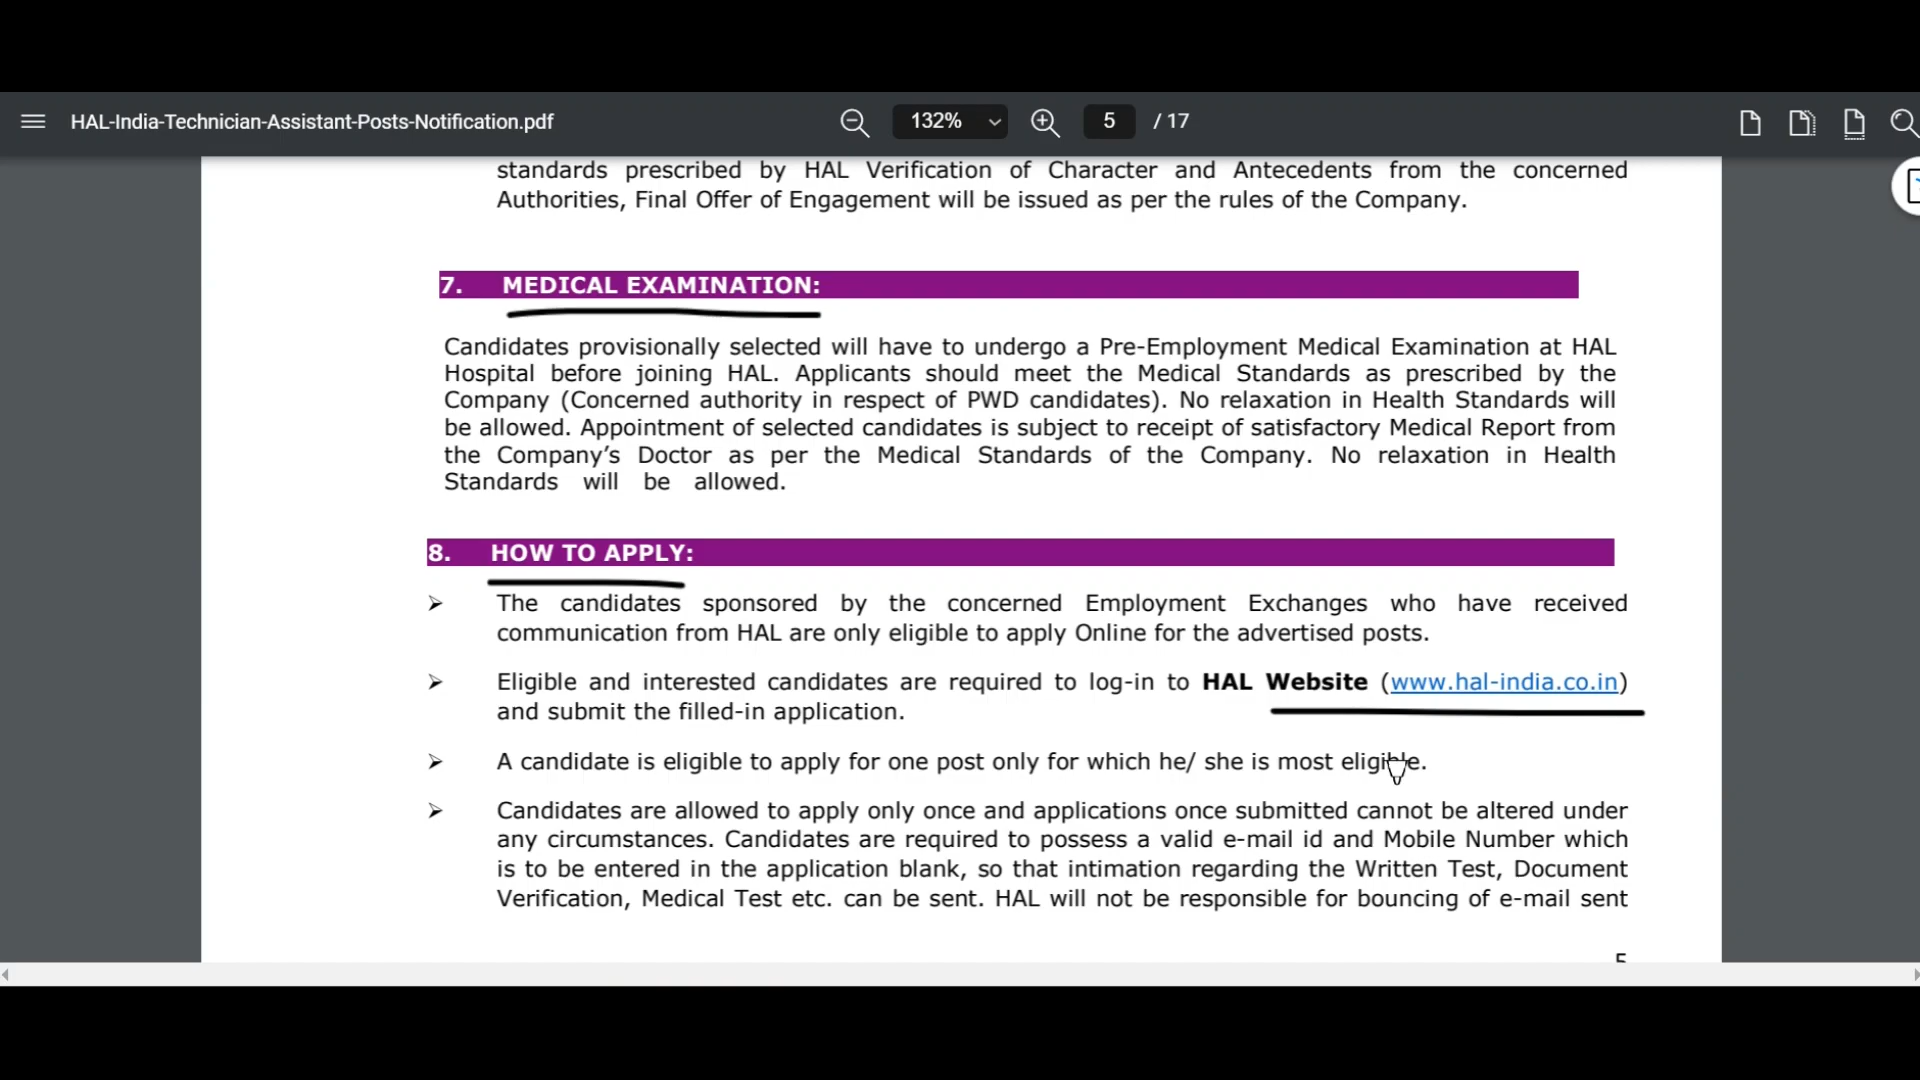 HAL-India-Technician-Assistant-Posts-Notification.pdf 132% 5 / 17
standards prescribed by HAL Verification of Character and Antecedents from the concerned
Authorities, Final Offer of Engagement will be issued as per the rules of the Company.
7. MEDICAL EXAMINATION:
Candidates provisionally selected will have to undergo a Pre-Employment Medical Examination at HAL
Hospital before joining HAL. Applicants should meet the Medical Standards as prescribed by the
Company (Concerned authority in respect of PWD candidates). No relaxation in Health Standards will
be allowed. Appointment of selected candidates is subject to receipt of satisfactory Medical Report from
the Company’s Doctor as per the Medical Standards of the Company. No relaxation in Health
Standards will be allowed.
8. HOW TO APPLY:
➢ The candidates sponsored by the concerned Employment Exchanges who have received
communication from HAL are only eligible to apply Online for the advertised posts.
➢ Eligible and interested candidates are required to log-in to HAL Website (www.hal-india.co.in)
and submit the filled-in application.
➢ A candidate is eligible to apply for one post only for which he/ she is most eligible.
➢ Candidates are allowed to apply only once and applications once submitted cannot be altered under
any circumstances. Candidates are required to possess a valid e-mail id and Mobile Number which
is to be entered in the application blank, so that intimation regarding the Written Test, Document
Verification, Medical Test etc. can be sent. HAL will not be responsible for bouncing of e-mail sent
5